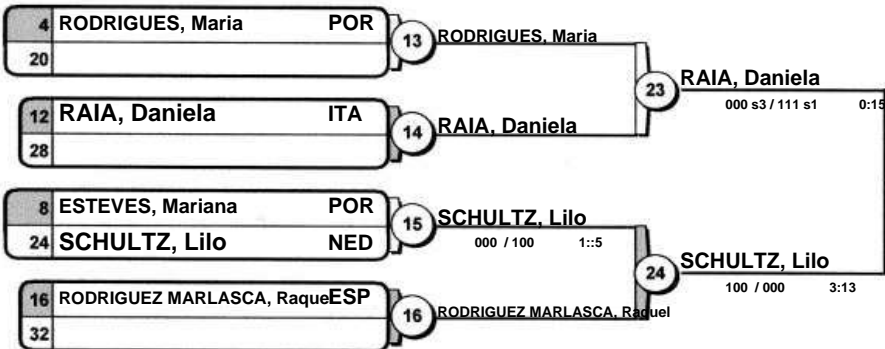 4 RODRIGUES, Maria POR
20
13 RODRIGUES, Maria
12 RAIA, Daniela ITA
28
14 RAIA, Daniela
23 RAIA, Daniela
000 s3 / 111 s1 0:15
8 ESTEVES, Mariana POR
24 SCHULTZ, Lilo NED
15 SCHULTZ, Lilo
000 / 100 1::5
16 RODRIGUEZ MARLASCA, Raque ESP
32
16 RODRIGUEZ MARLASCA, Raquel
24 SCHULTZ, Lilo
100 / 000 3:13